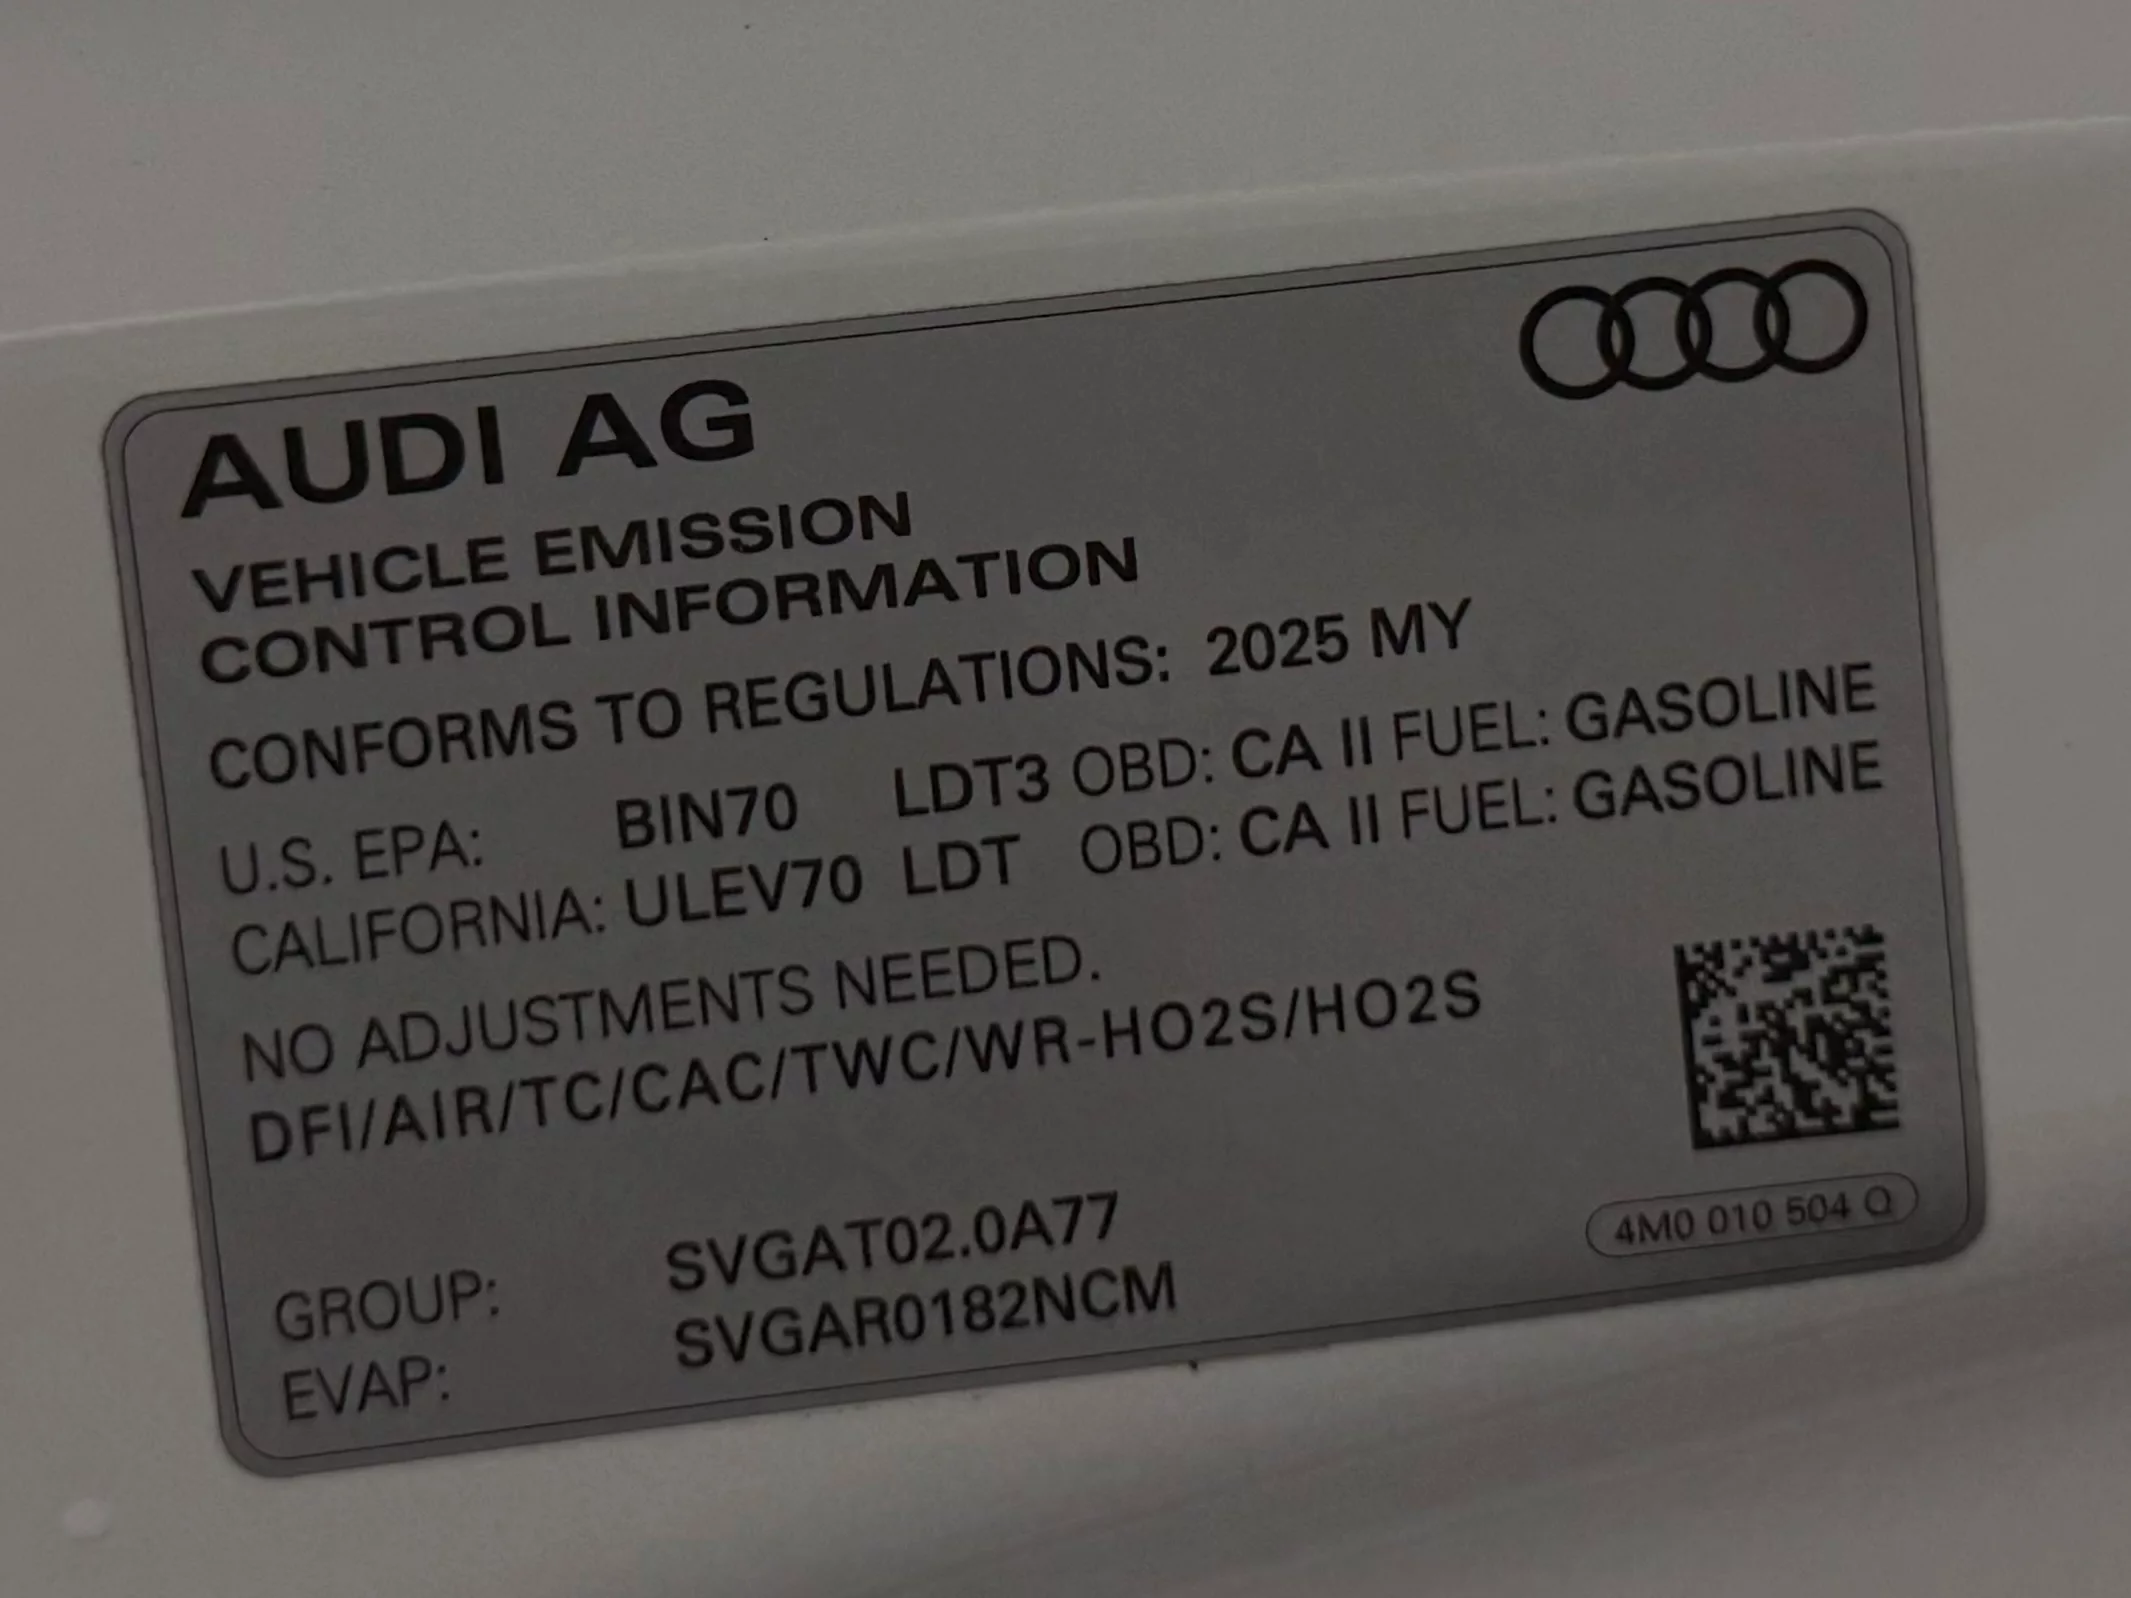 AUDI AG
VEHICLE EMISSION
CONTROL INFORMATION
CONFORMS TO REGULATIONS: 2025 MY
U.S. EPA: BIN70 LDT3 OBD: CA II FUEL: GASOLINE
CALIFORNIA: ULEV70 LDT OBD: CA II FUEL: GASOLINE
NO ADJUSTMENTS NEEDED.
DFI/AIR/TC/CAC/TWC/WR-HO2S/HO2S
GROUP: SVGAT02.0A77
EVAP: SVGAR0182NCM
4M0 010 504 Q